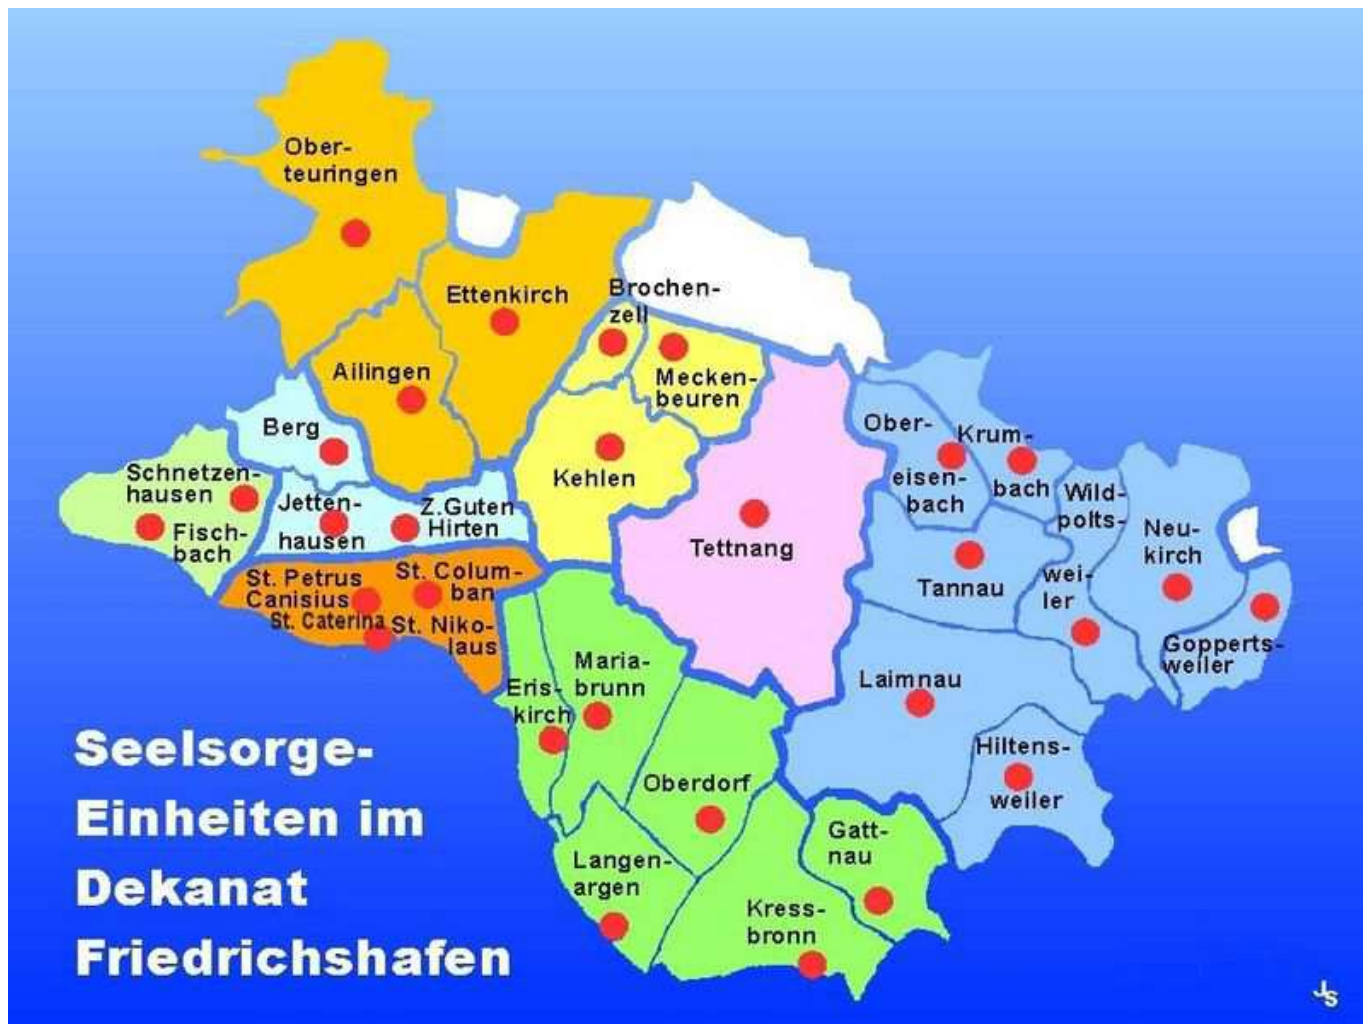 Ober-
teuringen
Ettenkirch
Brochen-
zell
Ailingen
Mecken-
beuren
Berg
Kehlen
Schnetzen-
hausen
Fisch-
bach
Jetten-
hausen
Z.Guten
Hirten
St. Petrus
Canisius
St. Colum-
ban
St. Caterina
St. Niko-
laus
Tettnang
Ober-
eisen-
bach
Krum-
bach
Wild-
polts-
wei-
ler
Neu-
kirch
Tannau
Gopperts-
weiler
Laimnau
Hiltens-
weiler
Maria-
brunn
Eris-
kirch
Oberdorf
Langen-
argen
Gatt-
nau
Kress-
bronn
Seelsorge-
Einheiten im
Dekanat
Friedrichshafen
JS